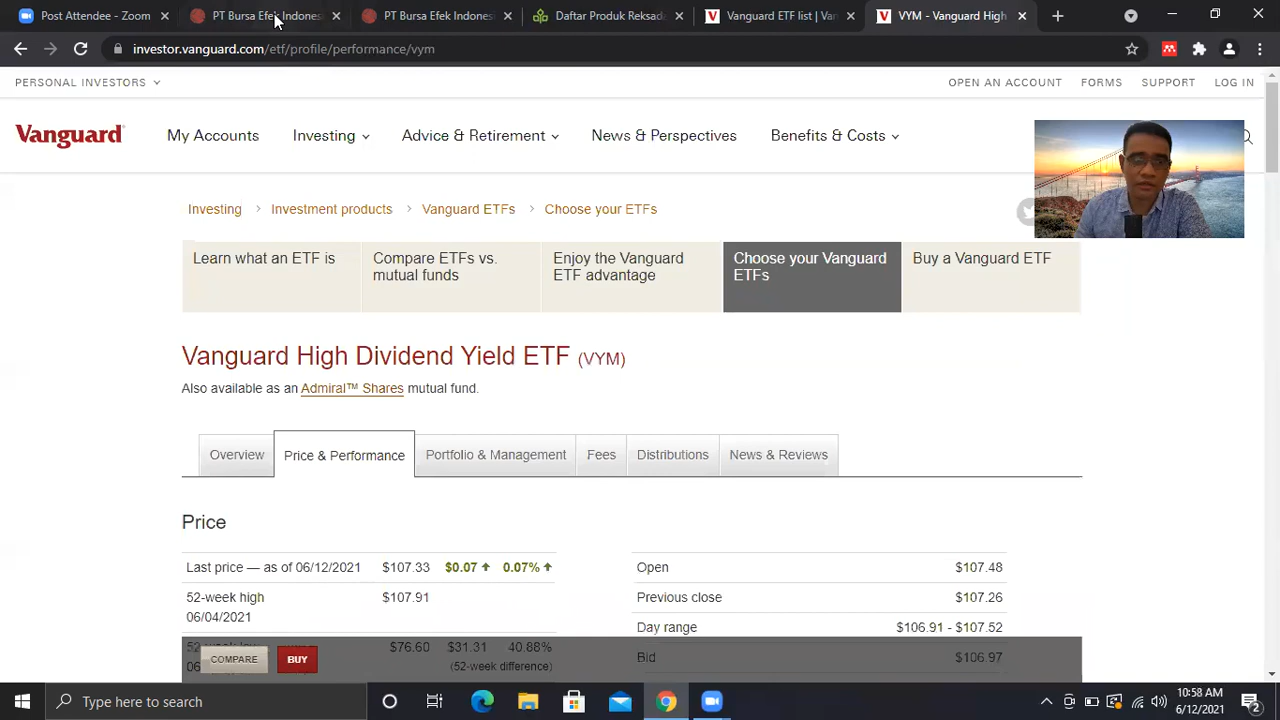 Post Attendee - Zoom
PT Bursa Efek Indones
PT Bursa Efek Indones
Daftar Produk Reksad
Vanguard ETF list | Van
VYM - Vanguard High
investor.vanguard.com/etf/profile/performance/vym
PERSONAL INVESTORS
OPEN AN ACCOUNT FORMS SUPPORT LOG IN
Vanguard
My Accounts Investing Advice & Retirement News & Perspectives Benefits & Costs
Investing > Investment products > Vanguard ETFs > Choose your ETFs
Learn what an ETF is
Compare ETFs vs.
mutual funds
Enjoy the Vanguard
ETF advantage
Choose your Vanguard
ETFs
Buy a Vanguard ETF
Vanguard High Dividend Yield ETF (VYM)
Also available as an Admiral™ Shares mutual fund.
Overview Price & Performance Portfolio & Management Fees Distributions News & Reviews
Price
Last price — as of 06/12/2021 $107.33 $0.07 0.07%
52-week high $107.91
06/04/2021
$76.60 $31.31 40.88%
(52-week difference)
Open $107.48
Previous close $107.26
Day range $106.91 - $107.52
Bid $106.97
COMPARE BUY
Type here to search
10:58 AM
6/12/2021
2